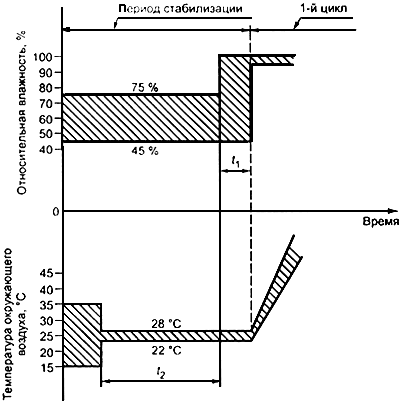 Период стабилизации
1-й цикл
Относительная влажность, %
100
90
80
70
60
50
40
75 %
45 %
t1
0
Время
Температура окружающего
воздуха, °С
45
40
35
30
25
20
15
28 °С
22 °С
t2